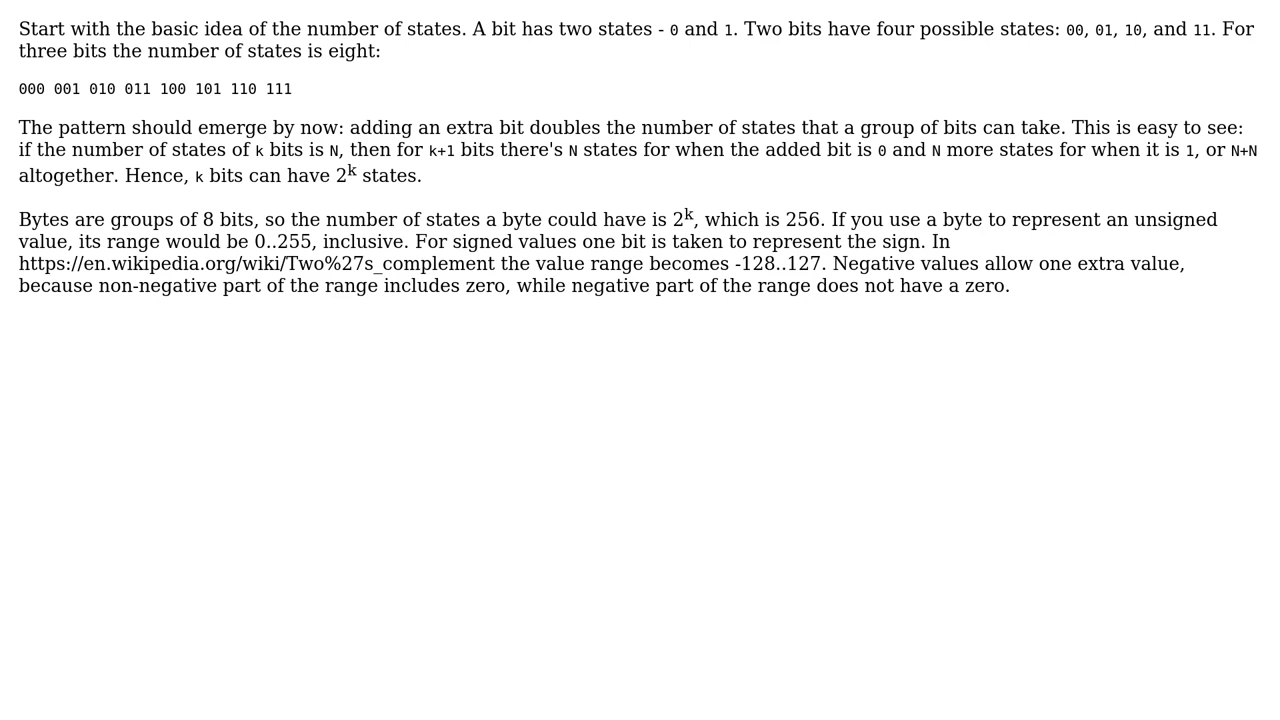 Start with the basic idea of the number of states. A bit has two states - 0 and 1. Two bits have four possible states: 00, 01, 10, and 11. For
three bits the number of states is eight:
000 001 010 011 100 101 110 111
The pattern should emerge by now: adding an extra bit doubles the number of states that a group of bits can take. This is easy to see:
if the number of states of k bits is N, then for k+1 bits there's N states for when the added bit is 0 and N more states for when it is 1, or N+N
altogether. Hence, k bits can have 2^k states.
Bytes are groups of 8 bits, so the number of states a byte could have is 2^k, which is 256. If you use a byte to represent an unsigned
value, its range would be 0..255, inclusive. For signed values one bit is taken to represent the sign. In
https://en.wikipedia.org/wiki/Two%27s_complement the value range becomes -128..127. Negative values allow one extra value,
because non-negative part of the range includes zero, while negative part of the range does not have a zero.